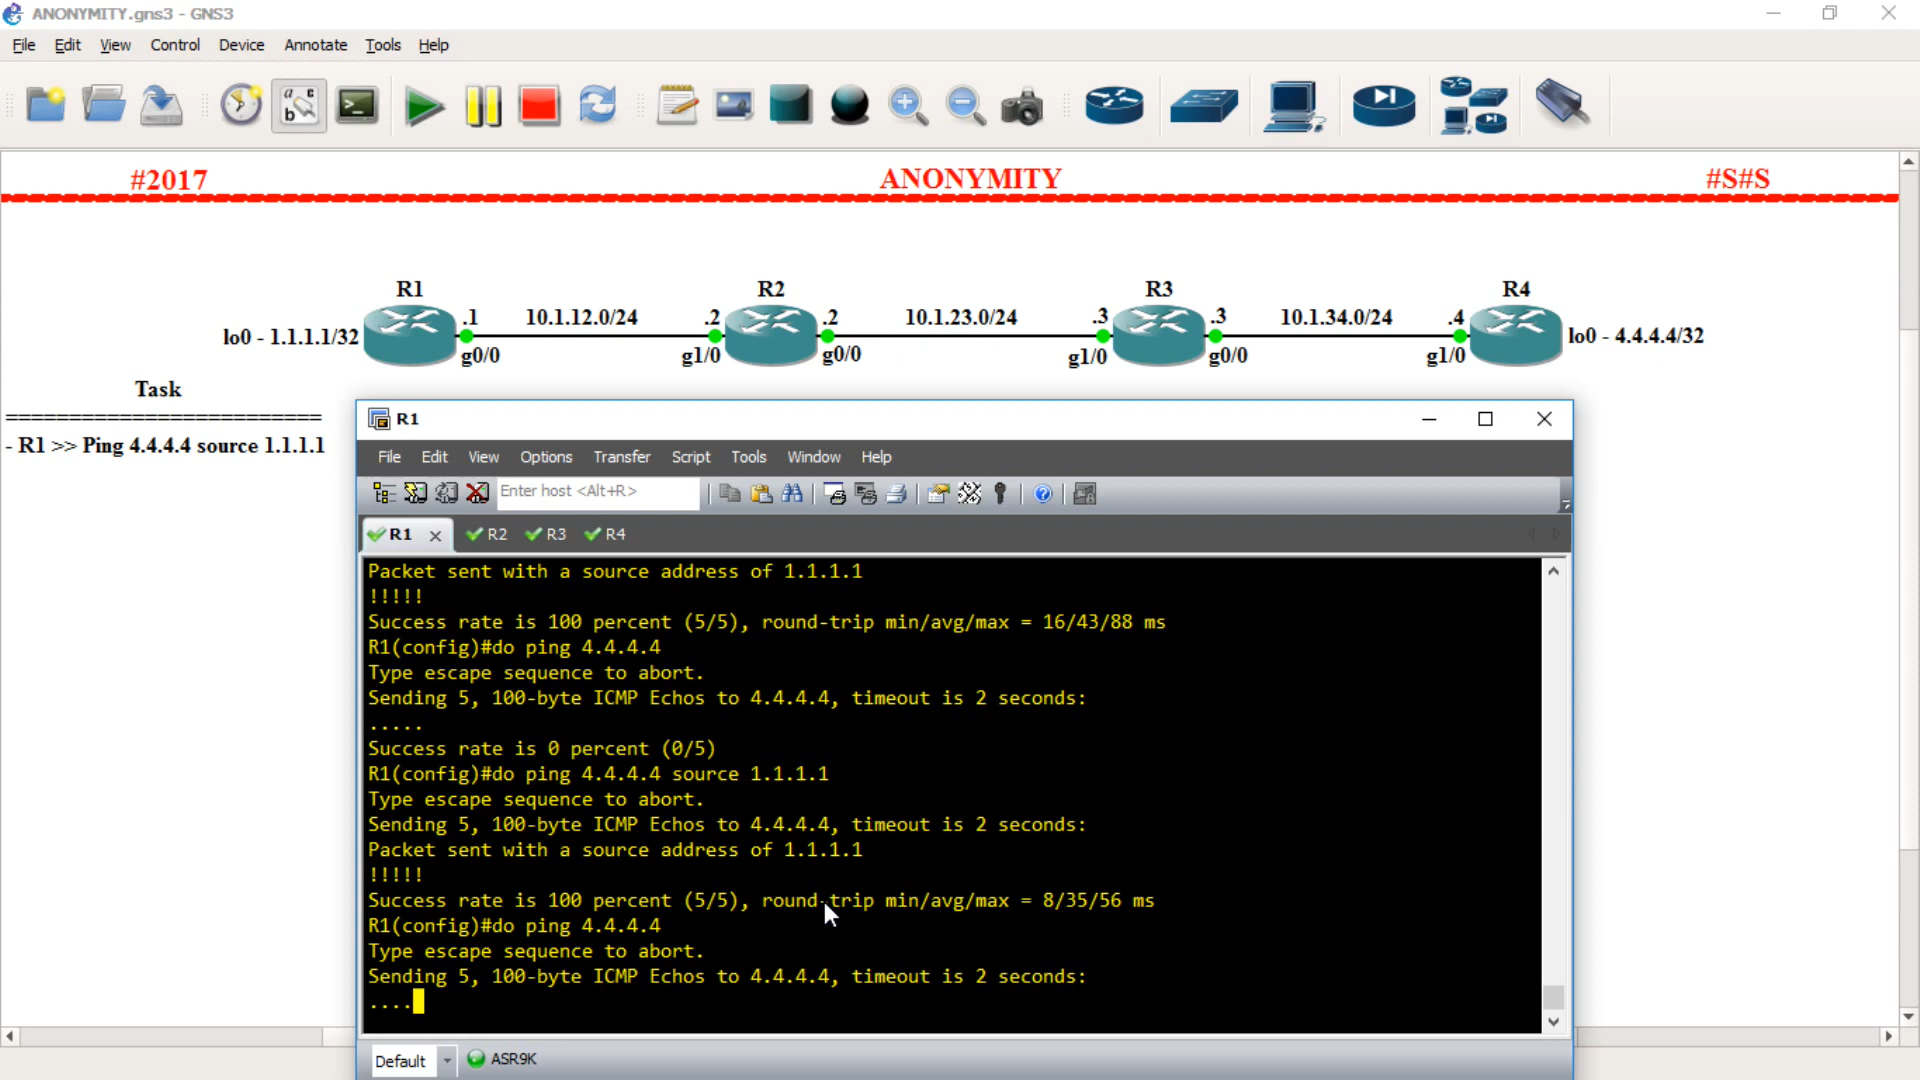 ANONYMITY.gns3 - GNS3
File Edit View Control Device Annotate Tools Help
#2017 ANONYMITY #S#S
R1 R2 R3 R4
.1 10.1.12.0/24 .2 .2 10.1.23.0/24 .3 .3 10.1.34.0/24 .4
lo0 - 1.1.1.1/32 lo0 - 4.4.4.4/32
g0/0 g1/0 g0/0 g1/0 g0/0 g1/0
Task
=========================
- R1 >> Ping 4.4.4.4 source 1.1.1.1
R1
File Edit View Options Transfer Script Tools Window Help
Enter host <Alt+R>
R1 R2 R3 R4
Packet sent with a source address of 1.1.1.1
!!!!!
Success rate is 100 percent (5/5), round-trip min/avg/max = 16/43/88 ms
R1(config)#do ping 4.4.4.4
Type escape sequence to abort.
Sending 5, 100-byte ICMP Echos to 4.4.4.4, timeout is 2 seconds:
.....
Success rate is 0 percent (0/5)
R1(config)#do ping 4.4.4.4 source 1.1.1.1
Type escape sequence to abort.
Sending 5, 100-byte ICMP Echos to 4.4.4.4, timeout is 2 seconds:
Packet sent with a source address of 1.1.1.1
!!!!!
Success rate is 100 percent (5/5), round-trip min/avg/max = 8/35/56 ms
R1(config)#do ping 4.4.4.4
Type escape sequence to abort.
Sending 5, 100-byte ICMP Echos to 4.4.4.4, timeout is 2 seconds:
....
Default ASR9K